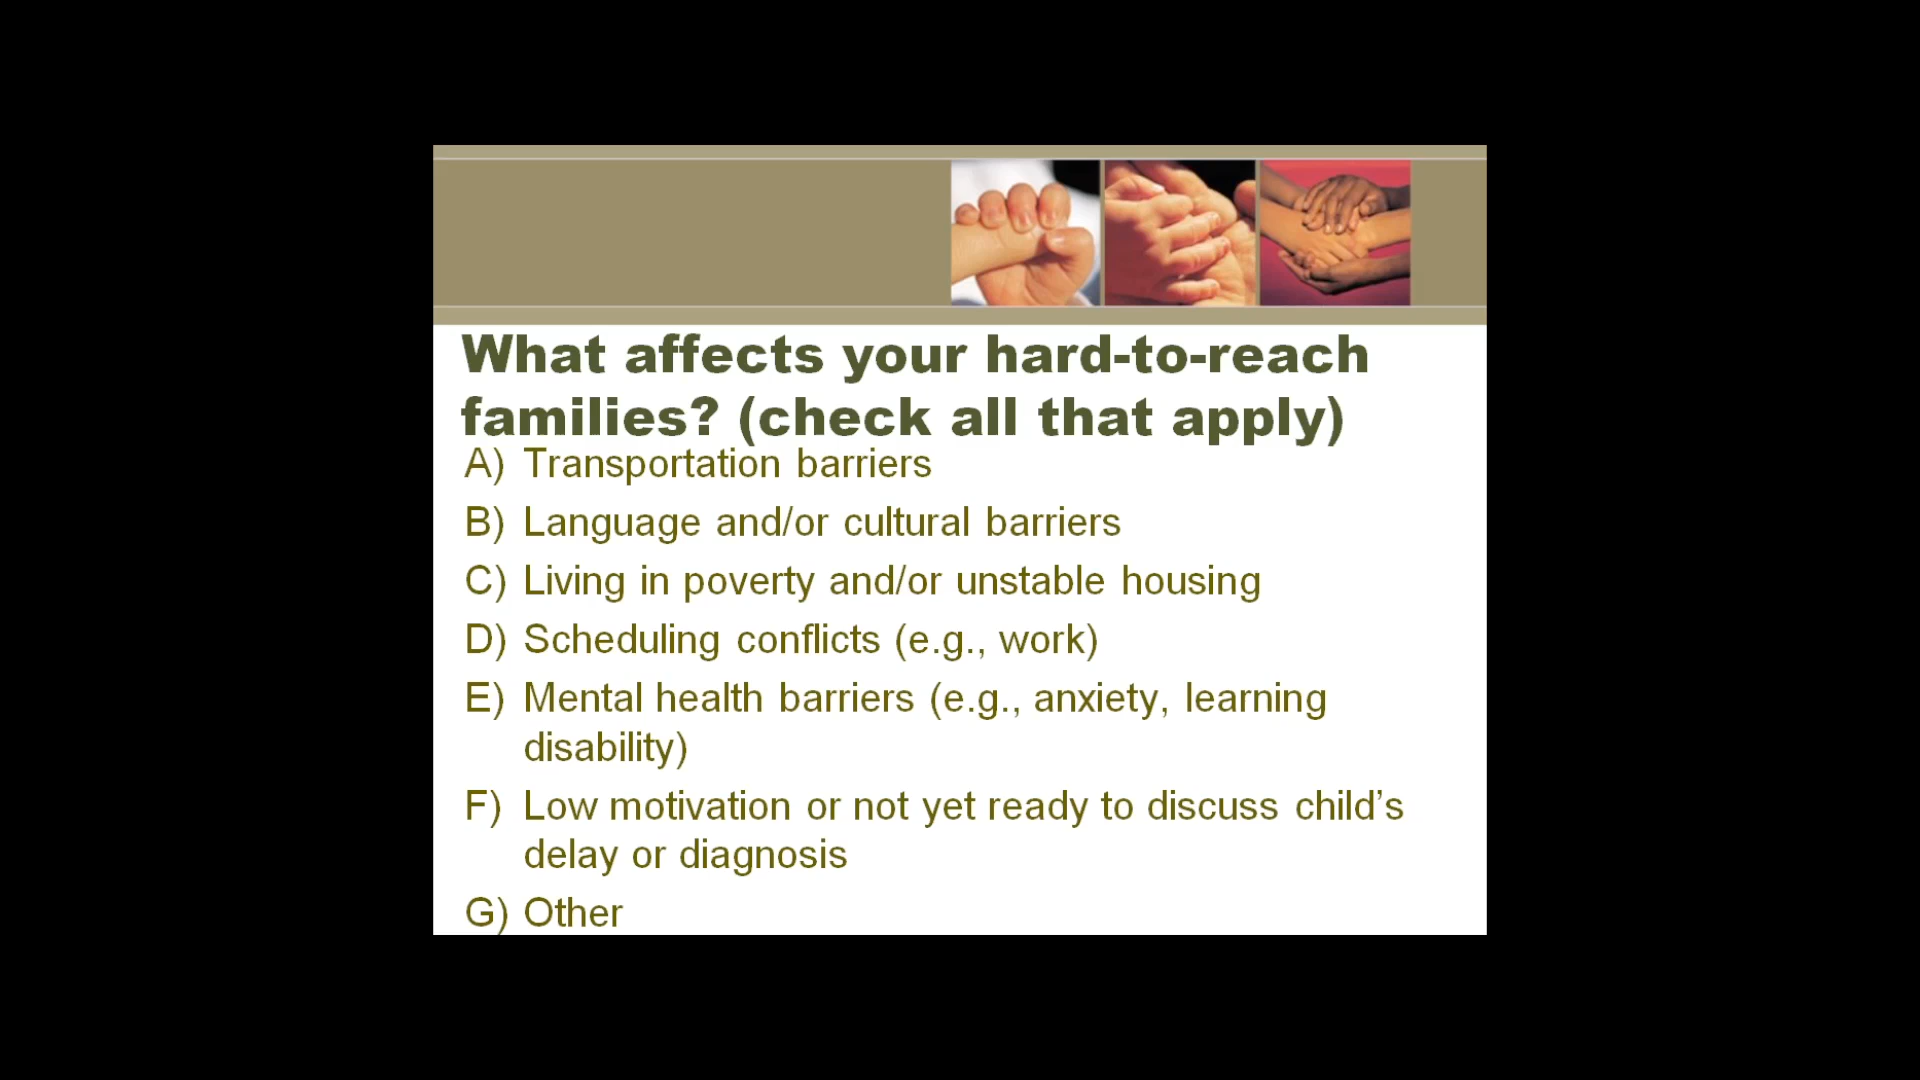 What affects your hard-to-reach
families? (check all that apply)
A) Transportation barriers
B) Language and/or cultural barriers
C) Living in poverty and/or unstable housing
D) Scheduling conflicts (e.g., work)
E) Mental health barriers (e.g., anxiety, learning
disability)
F) Low motivation or not yet ready to discuss child’s
delay or diagnosis
G) Other